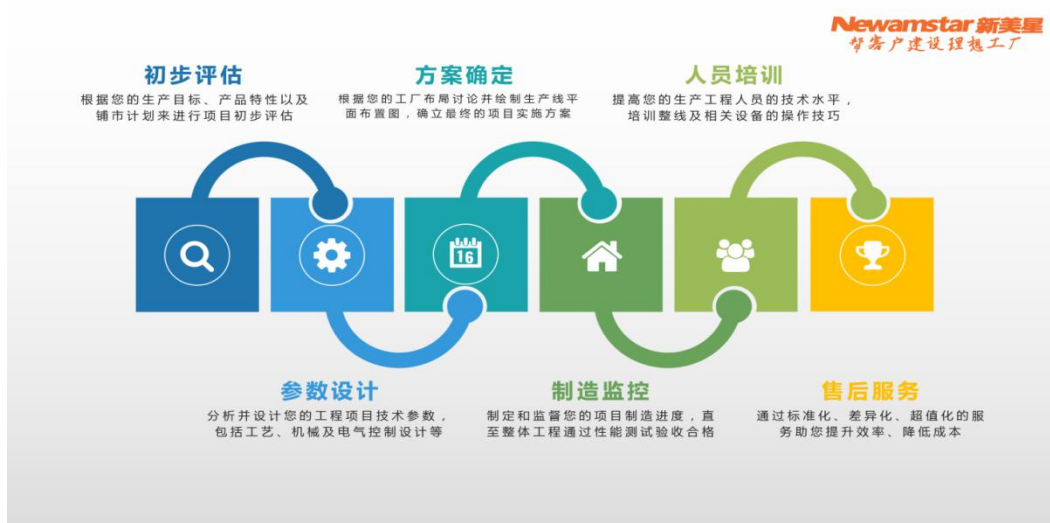 Newamstar 新美星
帮客户建设理想工厂
初步评估
根据您的生产目标、产品特性以及
铺市计划来进行项目初步评估
方案确定
根据您的工厂布局讨论并绘制生产线平
面布置图，确立最终的项目实施方案
人员培训
提高您的生产工程人员的技术水平，
培训整线及相关设备的操作技巧
16
参数设计
分析并设计您的工程项目技术参数，
包括工艺、机械及电气控制设计等
制造监控
制定和监督您的项目制造进度，直
至整体工程通过性能测试验收合格
售后服务
通过标准化、差异化、超值化的服
务助您提升效率、降低成本